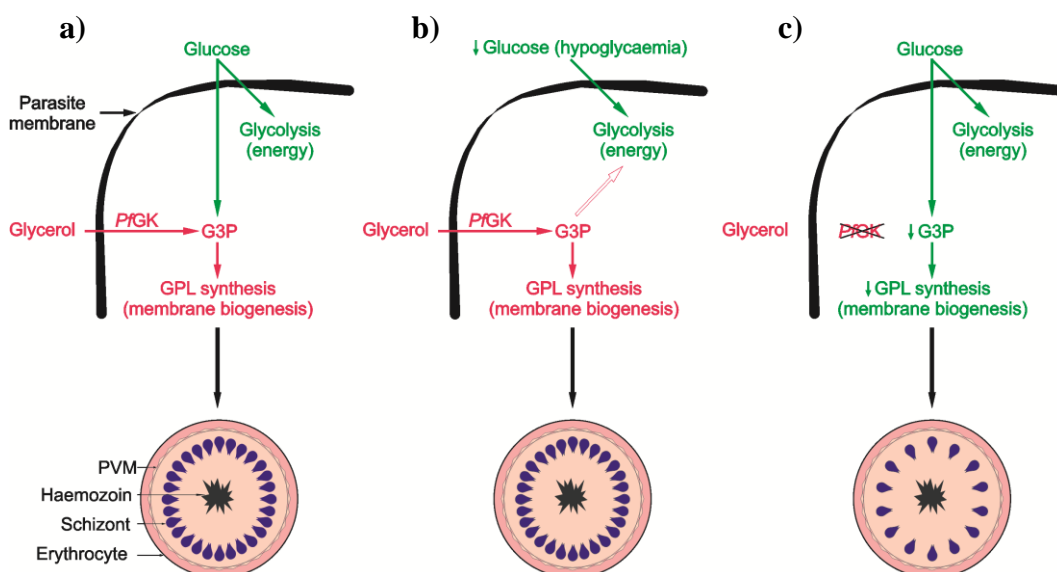 a)
Glucose
Parasite
membrane
Glycolysis
(energy)
Glycerol
PfGK
G3P
GPL synthesis
(membrane biogenesis)
PVM
Haemozoin
Schizont
Erythrocyte
b)
↓ Glucose (hypoglycaemia)
Glycolysis
(energy)
Glycerol
PfGK
G3P
GPL synthesis
(membrane biogenesis)
c)
Glucose
Glycolysis
(energy)
Glycerol
PfGK
↓ G3P
↓ GPL synthesis
(membrane biogenesis)